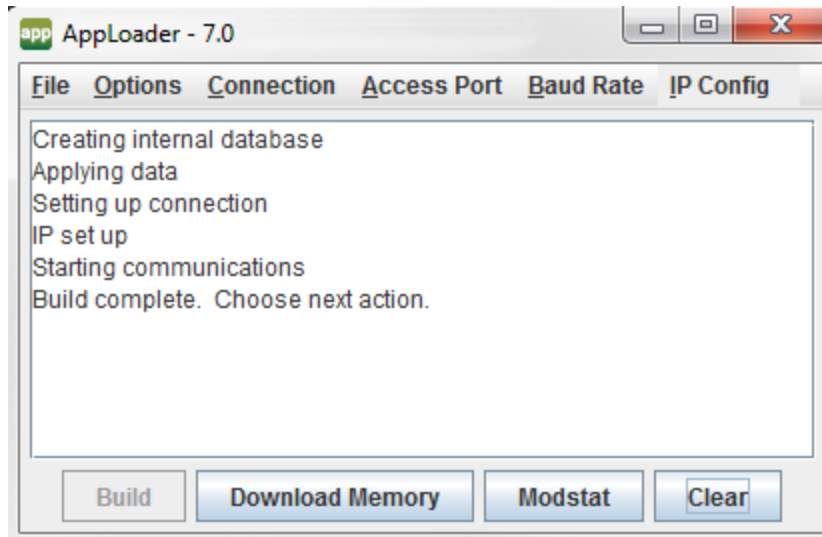 app AppLoader - 7.0
File Options Connection Access Port Baud Rate IP Config
Creating internal database
Applying data
Setting up connection
IP set up
Starting communications
Build complete.  Choose next action.
Build Download Memory Modstat Clear